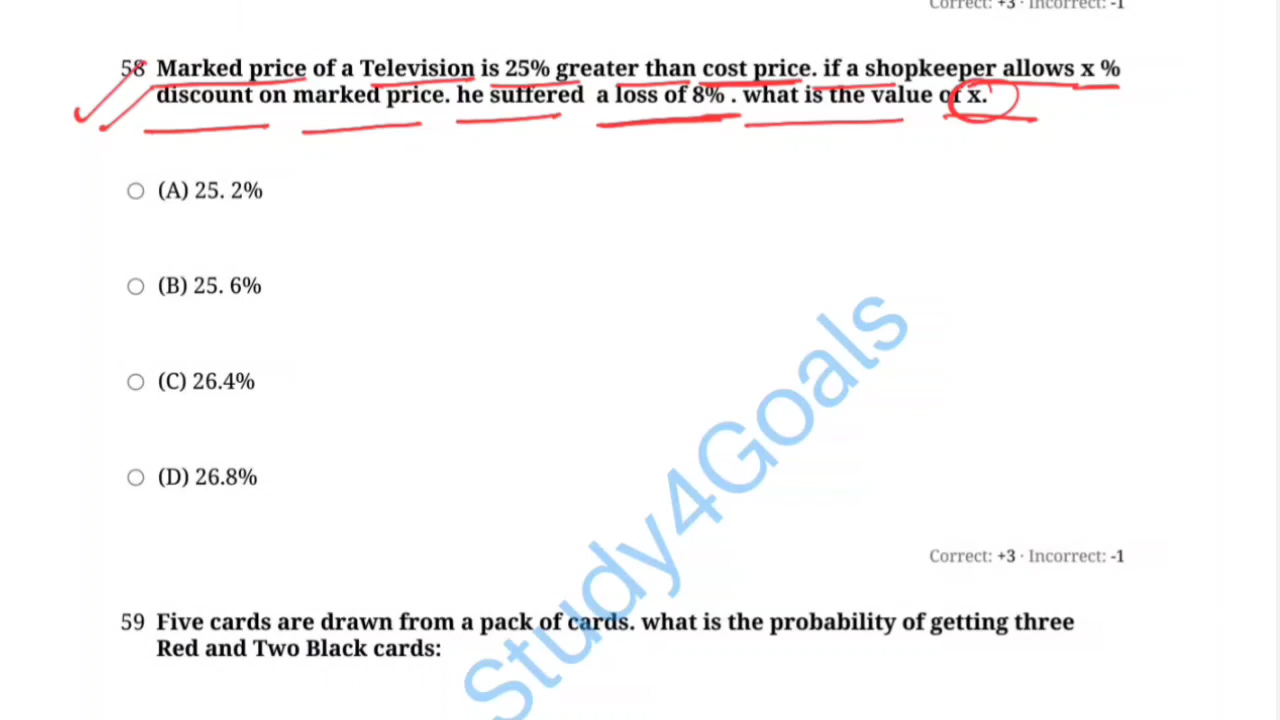 Correct: +3 · Incorrect: -1
58 Marked price of a Television is 25% greater than cost price. if a shopkeeper allows x %
discount on marked price. he suffered a loss of 8% . what is the value of x.
(A) 25. 2%
(B) 25. 6%
(C) 26.4%
(D) 26.8%
Study4Goals
Correct: +3 · Incorrect: -1
59 Five cards are drawn from a pack of cards. what is the probability of getting three
Red and Two Black cards: